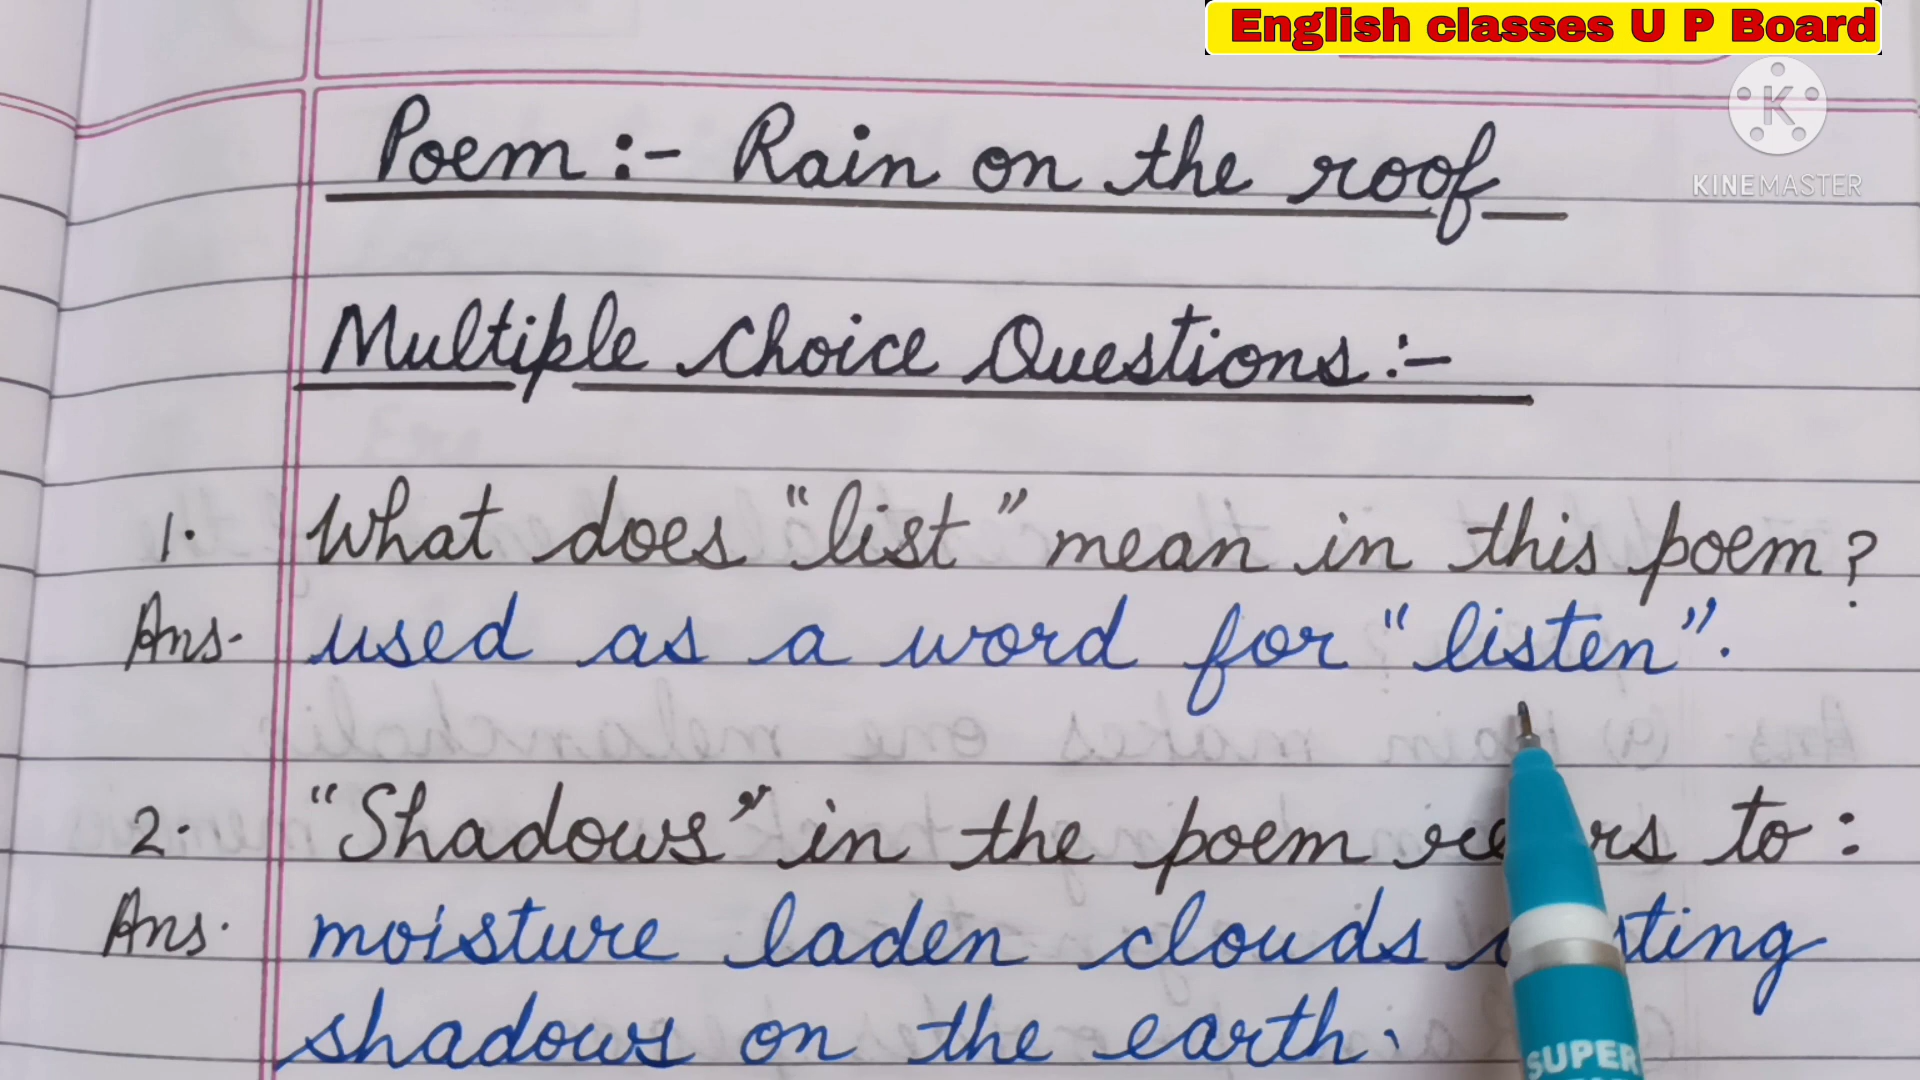 English classes U P Board
KINEMASTER
Poem :- Rain on the roof
Multiple choice Questions :-
1. What does "list" mean in this poem?
Ans- used as a word for "listen".
2. "Shadows" in the poem to :
Ans. moisture laden clouds
shadows on the earth.
SUPER